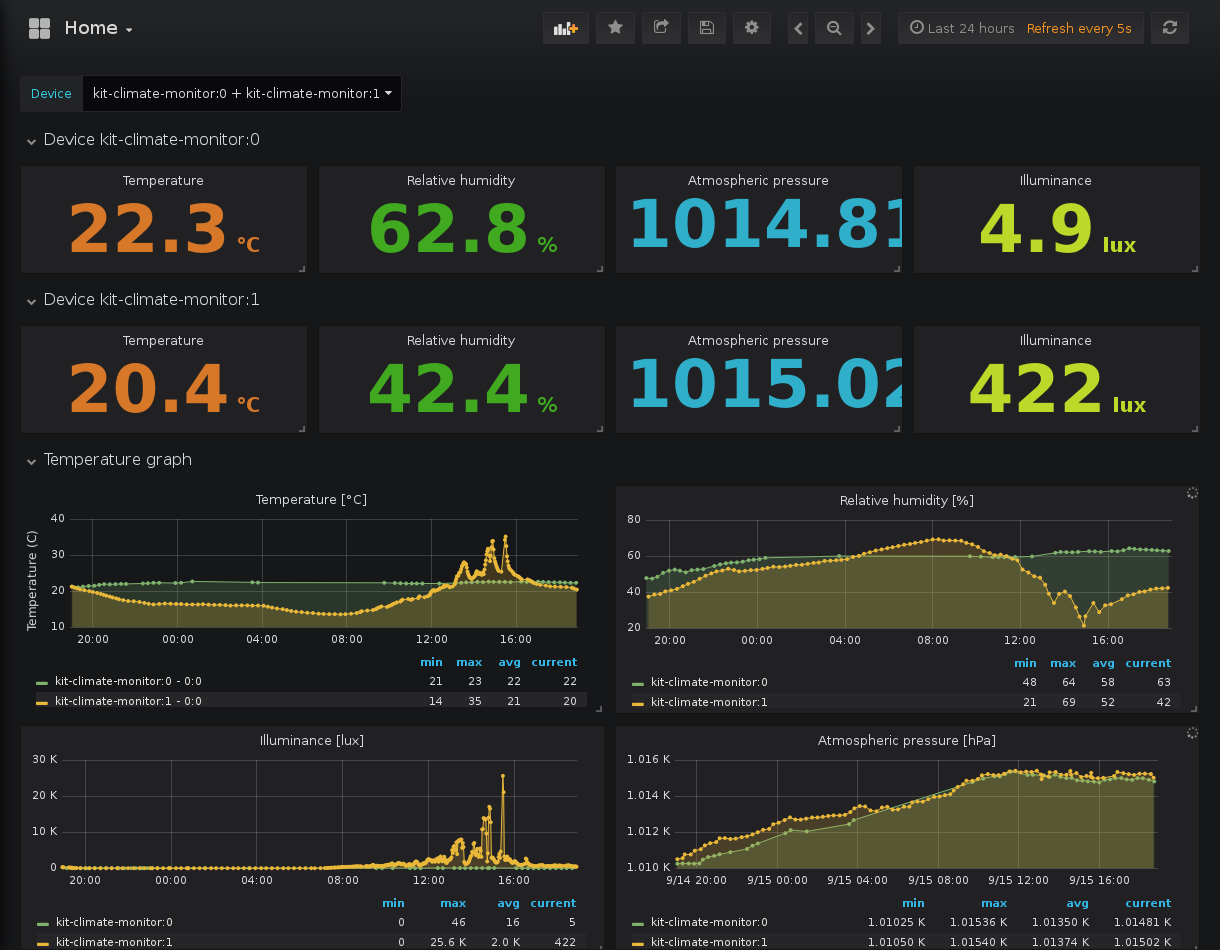 Home
Last 24 hours Refresh every 5s
Device kit-climate-monitor:0 + kit-climate-monitor:1
Device kit-climate-monitor:0
Temperature Relative humidity Atmospheric pressure Illuminance
22.3 °C 62.8 % 1014.81 4.9 lux
Device kit-climate-monitor:1
Temperature Relative humidity Atmospheric pressure Illuminance
20.4 °C 42.4 % 1015.02 422 lux
Temperature graph
Temperature [°C]
Temperature (C)
40
30
20
10
20:00 00:00 04:00 08:00 12:00 16:00
min max avg current
kit-climate-monitor:0 - 0:0 21 23 22 22
kit-climate-monitor:1 - 0:0 14 35 21 20
Relative humidity [%]
80
60
40
20
20:00 00:00 04:00 08:00 12:00 16:00
min max avg current
kit-climate-monitor:0 48 64 58 63
kit-climate-monitor:1 21 69 52 42
Illuminance [lux]
30 K
20 K
10 K
0
20:00 00:00 04:00 08:00 12:00 16:00
min max avg current
kit-climate-monitor:0 0 46 16 5
kit-climate-monitor:1 0 25.6 K 2.0 K 422
Atmospheric pressure [hPa]
1.016 K
1.014 K
1.012 K
1.010 K
9/14 20:00 9/15 00:00 9/15 04:00 9/15 08:00 9/15 12:00 9/15 16:00
min max avg current
kit-climate-monitor:0 1.01025 K 1.01536 K 1.01350 K 1.01481 K
kit-climate-monitor:1 1.01050 K 1.01540 K 1.01374 K 1.01502 K